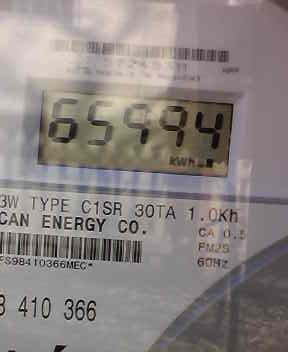 65994
kWh
3W TYPE C1SR 30TA 1.0Kh
CAN ENERGY CO.
CA 0.5
FM2S
60Hz
FS98410366MEC*
8 410 366